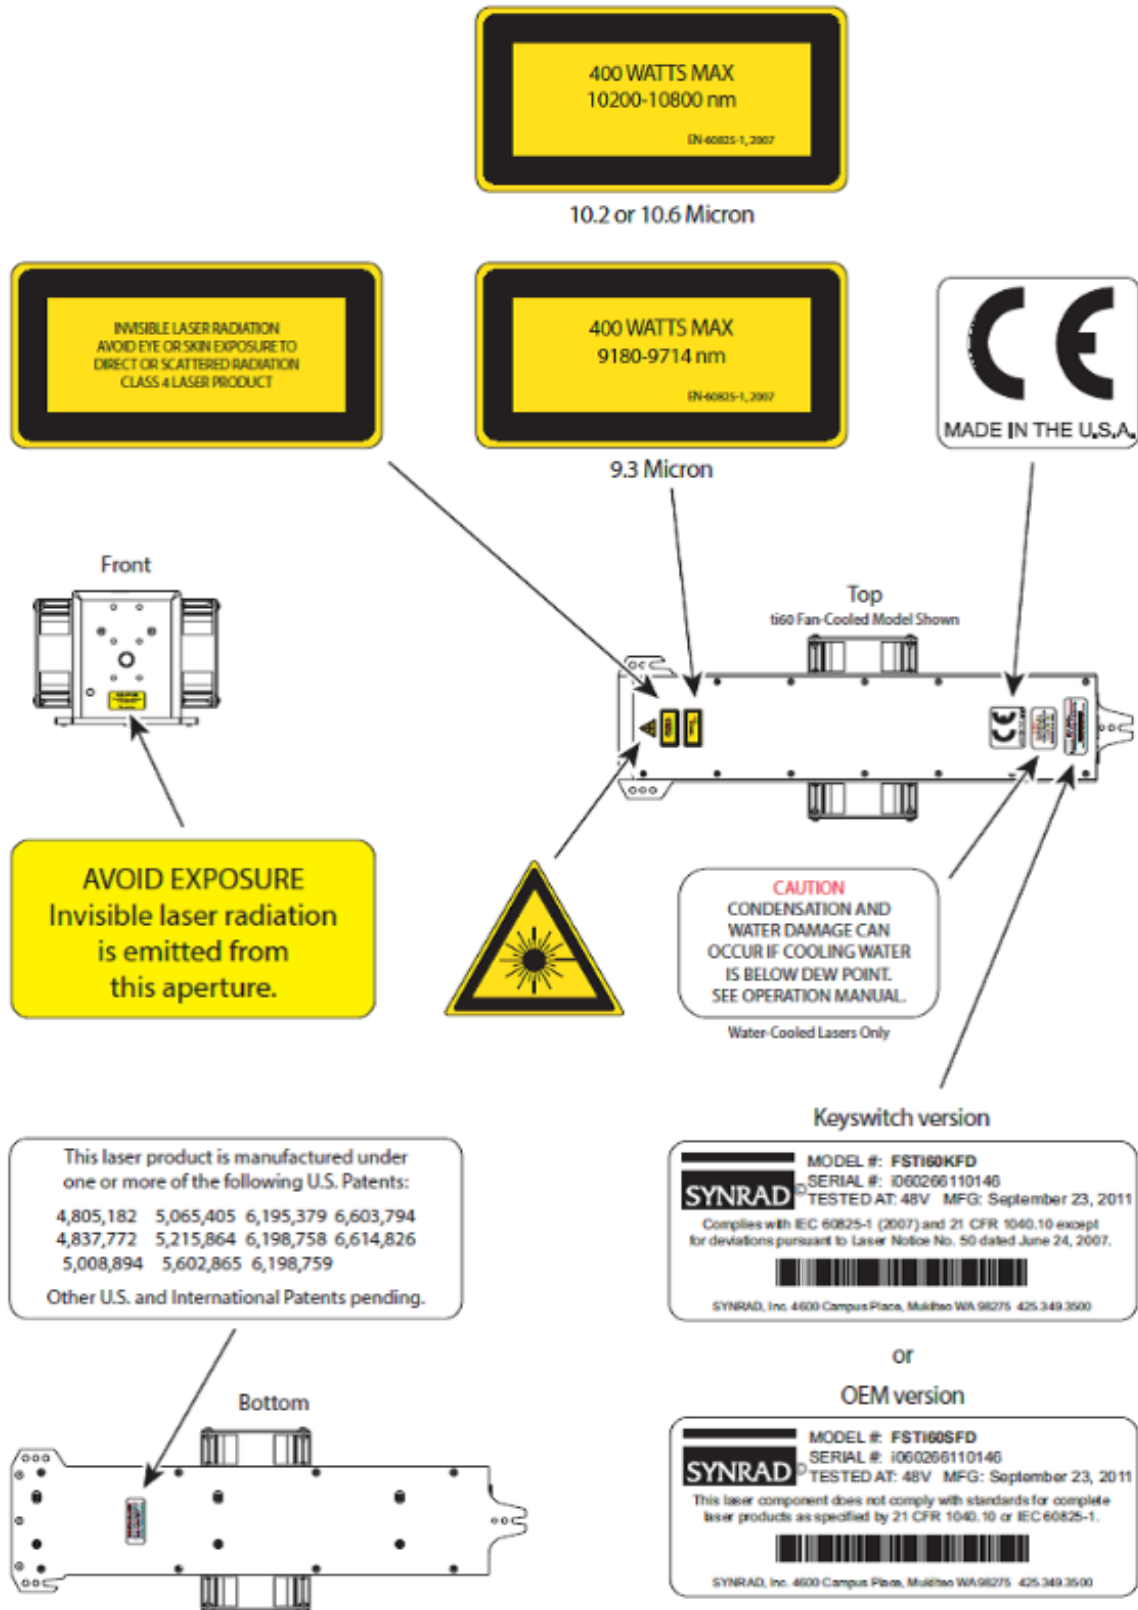 400 WATTS MAX
10200-10800 nm
EN-60825-1, 2007
10.2 or 10.6 Micron
INVISIBLE LASER RADIATION
AVOID EYE OR SKIN EXPOSURE TO
DIRECT OR SCATTERED RADIATION
CLASS 4 LASER PRODUCT
400 WATTS MAX
9180-9714 nm
EN-60825-1, 2007
9.3 Micron
CE
MADE IN THE U.S.A.
Front
Top
ti60 Fan-Cooled Model Shown
CE
AVOID EXPOSURE
Invisible laser radiation
is emitted from
this aperture.
CAUTION
CONDENSATION AND
WATER DAMAGE CAN
OCCUR IF COOLING WATER
IS BELOW DEW POINT.
SEE OPERATION MANUAL.
Water-Cooled Lasers Only
This laser product is manufactured under
one or more of the following U.S. Patents:
4,805,182 5,065,405 6,195,379 6,603,794
4,837,772 5,215,864 6,198,758 6,614,826
5,008,894 5,602,865 6,198,759
Other U.S. and International Patents pending.
Keyswitch version
SYNRAD
MODEL #: FSTI60KFD
SERIAL #: i060266110146
TESTED AT: 48V MFG: September 23, 2011
Complies with IEC 60825-1 (2007) and 21 CFR 1040.10 except
for deviations pursuant to Laser Notice No. 50 dated June 24, 2007.
SYNRAD, Inc. 4600 Campus Place, Mukilteo WA 98275 425.349.3500
or
OEM version
SYNRAD
MODEL #: FSTI60SFD
SERIAL #: i060266110146
TESTED AT: 48V MFG: September 23, 2011
This laser component does not comply with standards for complete
laser products as specified by 21 CFR 1040.10 or IEC 60825-1.
SYNRAD, Inc. 4600 Campus Place, Mukilteo WA 98275 425.349.3500
Bottom